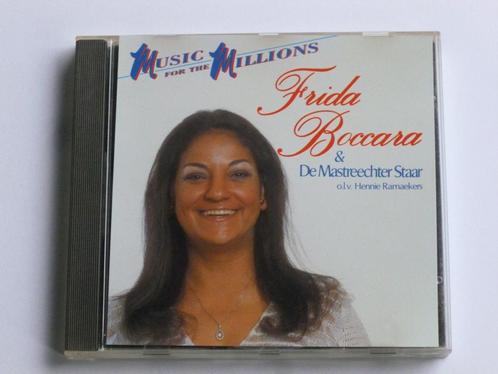 MUSIC
FOR THE MILLIONS
Frida
Boccara
&
De Mastreechter Staar
o.l.v. Hennie Ramaekers